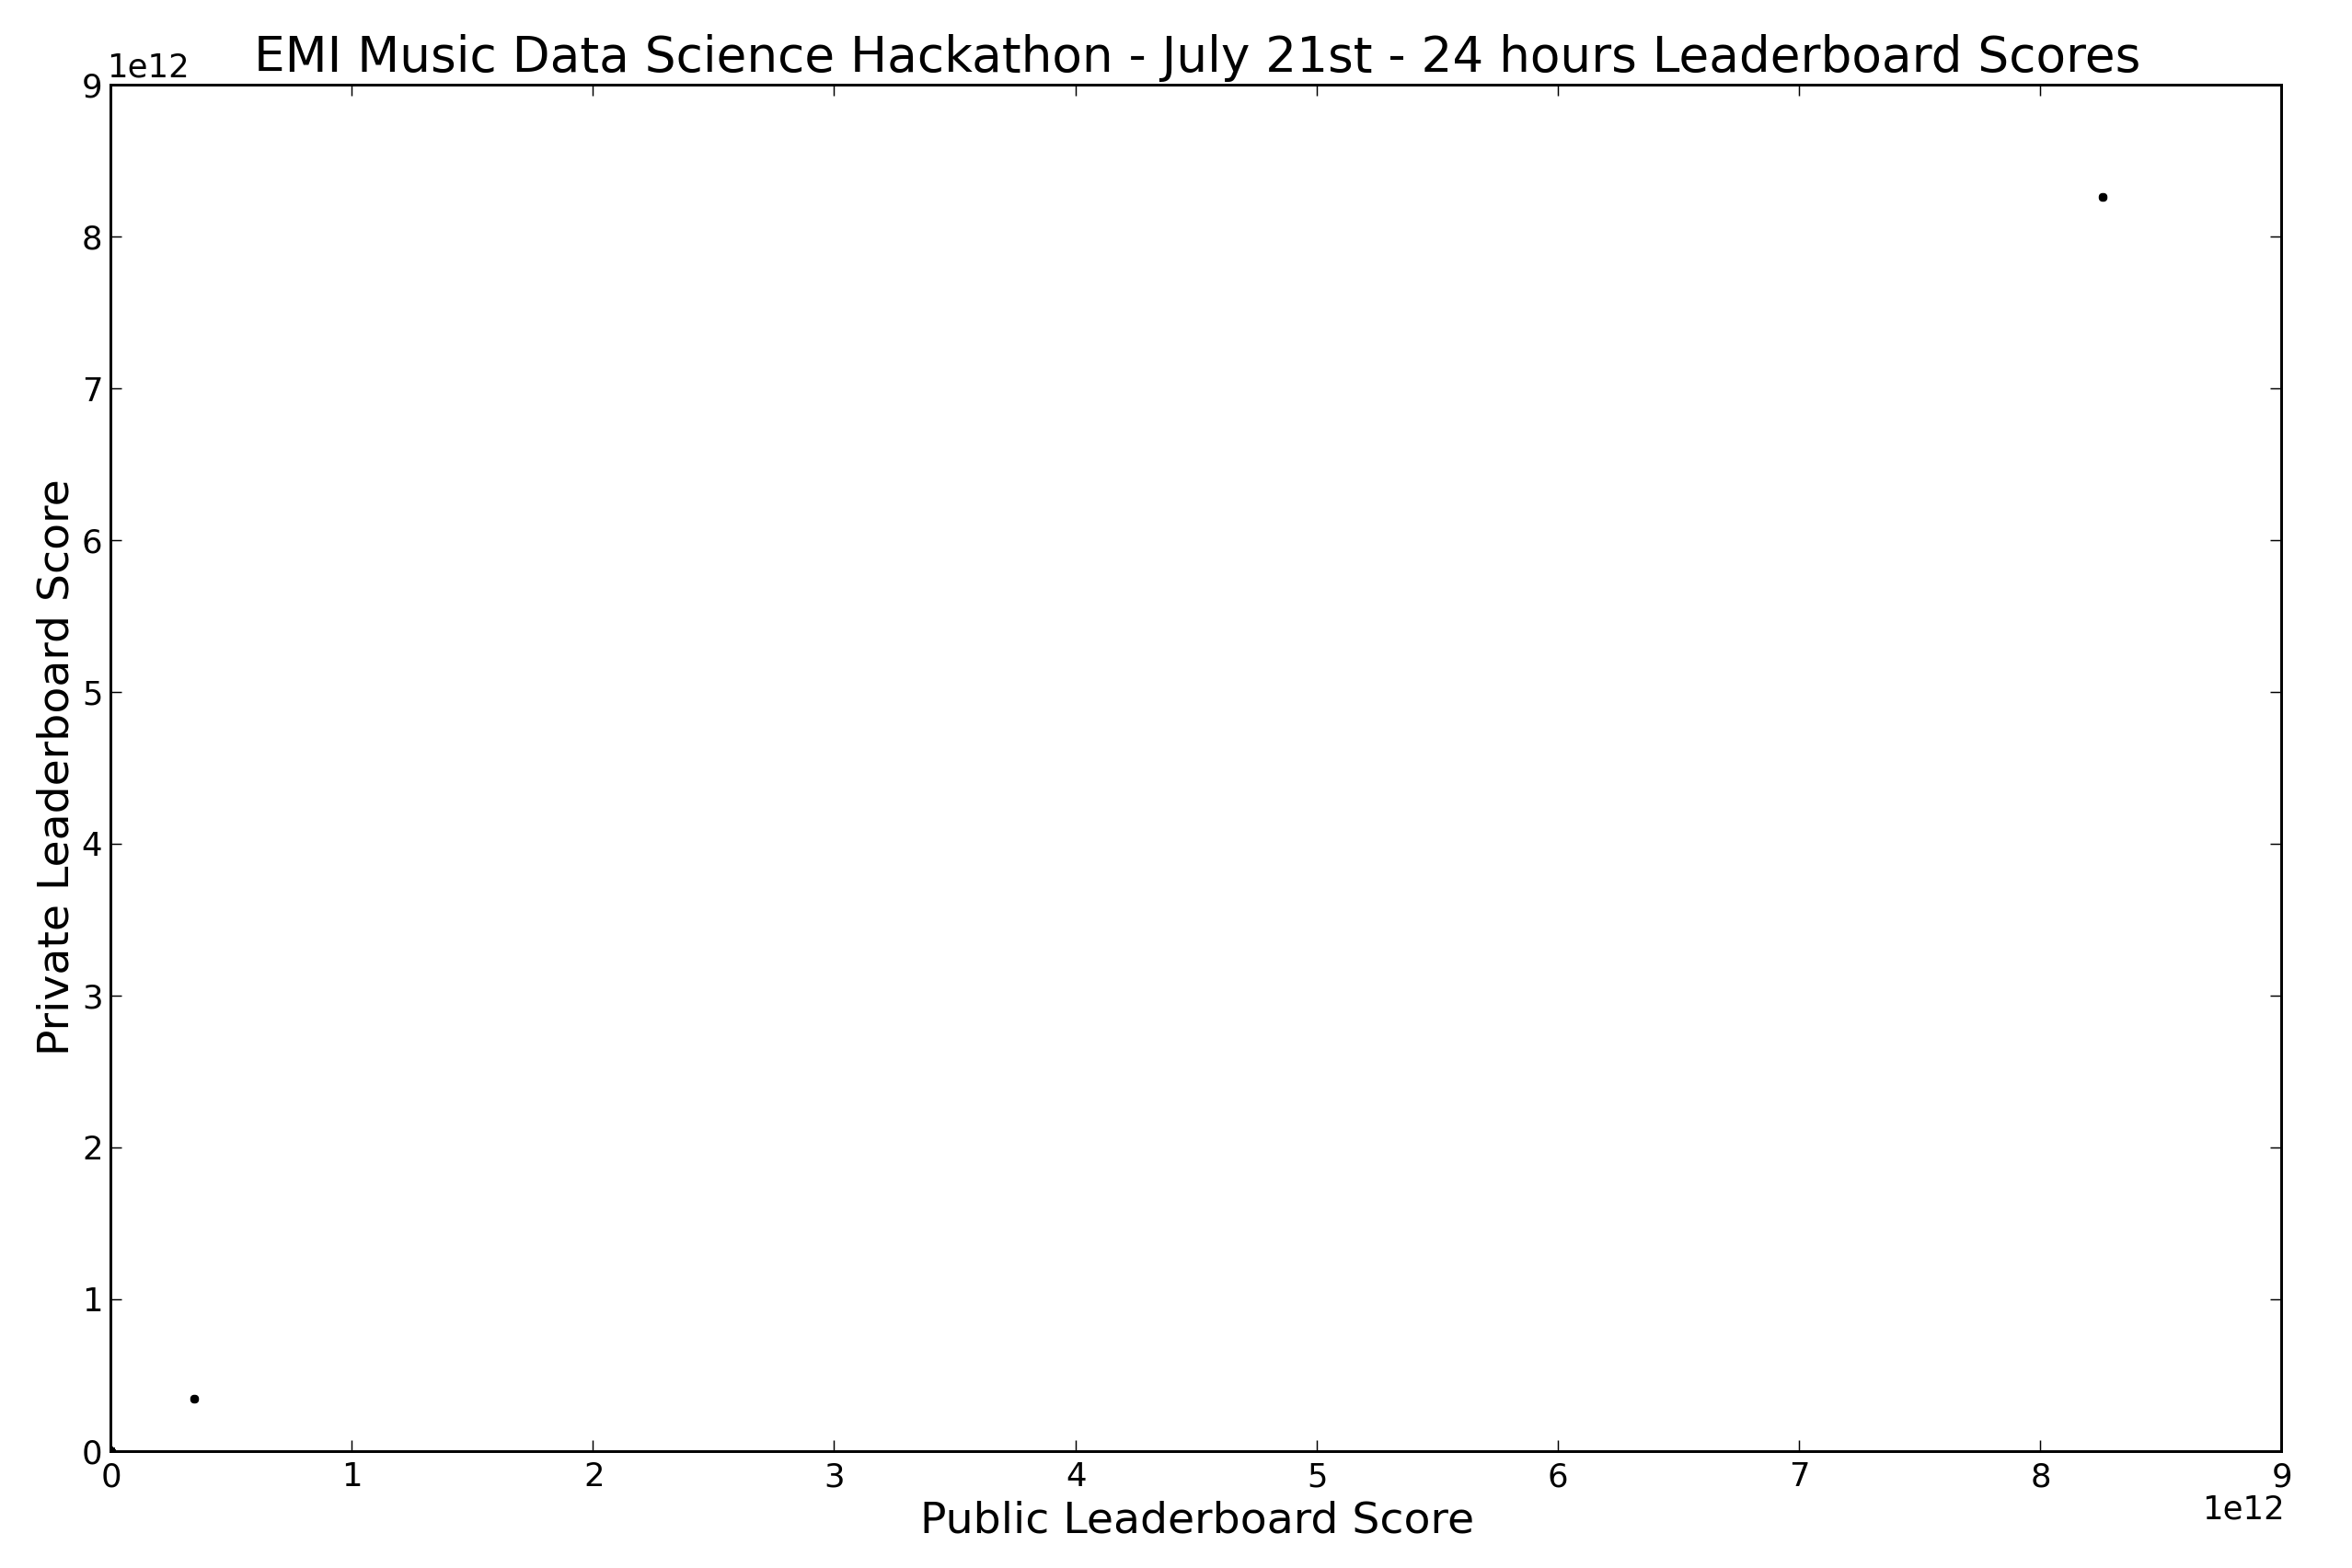 EMI Music Data Science Hackathon - July 21st - 24 hours Leaderboard Scores
1e12
9
8
7
6
5
4
3
2
1
0
Private Leaderboard Score
0 1 2 3 4 5 6 7 8 9
1e12
Public Leaderboard Score